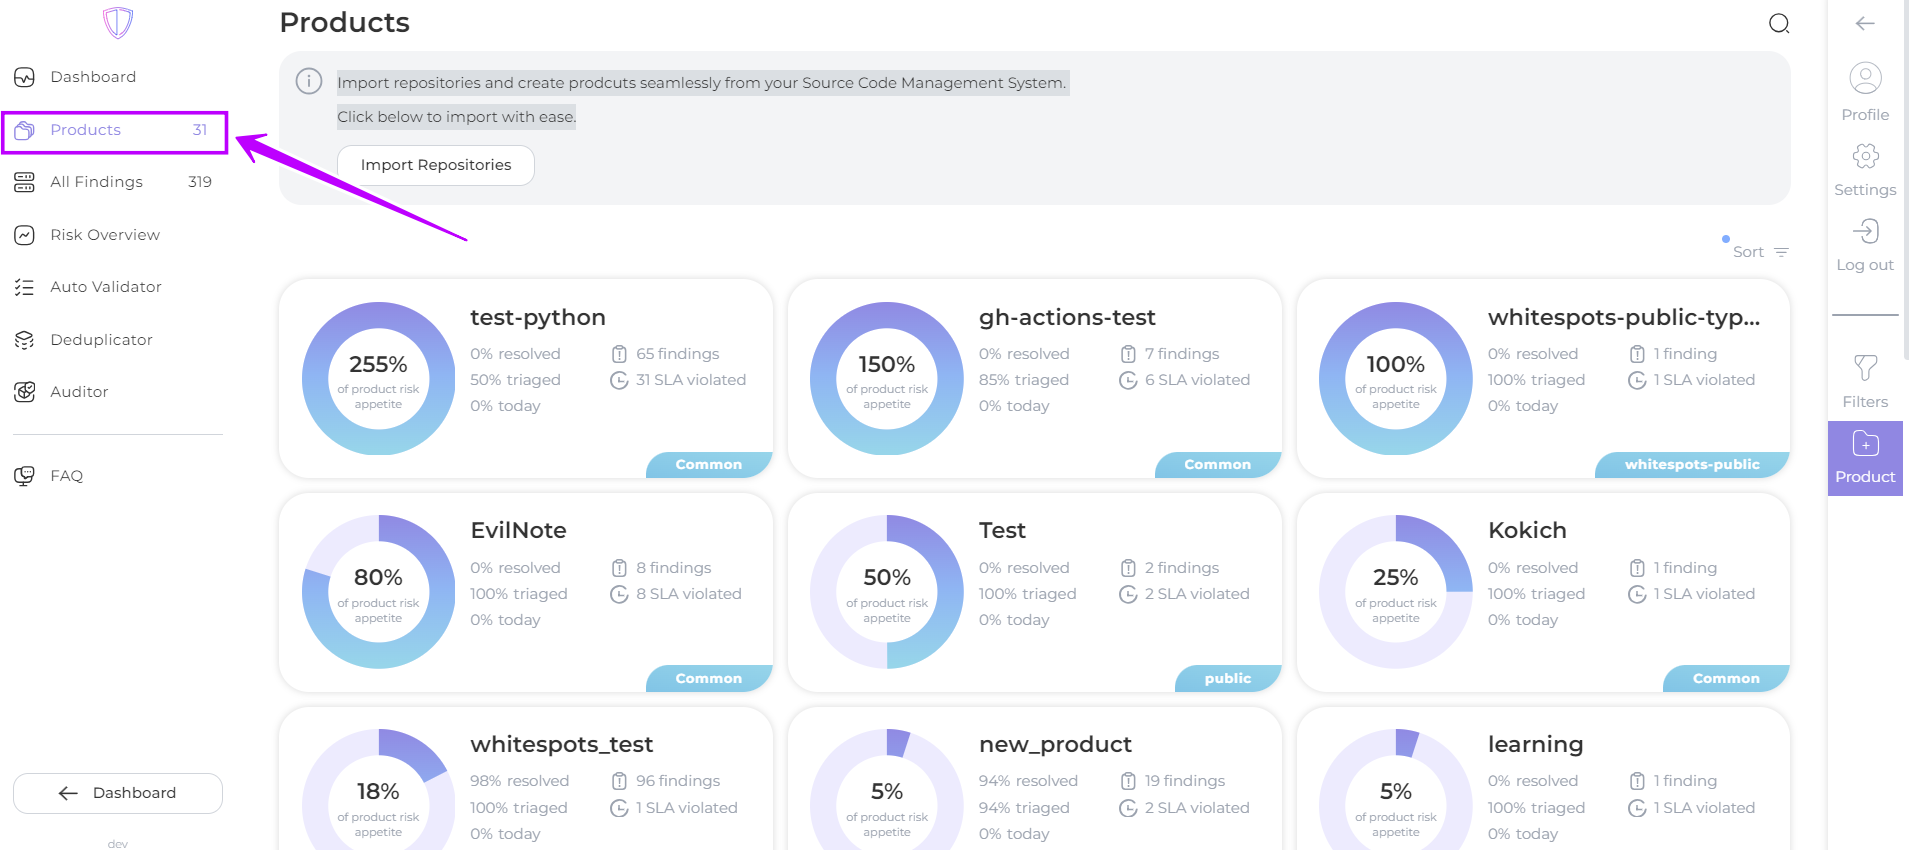 Products
Dashboard
Products 31
All Findings 319
Risk Overview
Auto Validator
Deduplicator
Auditor
FAQ
Dashboard
dev
Import repositories and create prodcuts seamlessly from your Source Code Management System.
Click below to import with ease.
Import Repositories
Sort
255%
of product risk
appetite
test-python
0% resolved
50% triaged
0% today
65 findings
31 SLA violated
Common
150%
of product risk
appetite
gh-actions-test
0% resolved
85% triaged
0% today
7 findings
6 SLA violated
Common
100%
of product risk
appetite
whitespots-public-typ...
0% resolved
100% triaged
0% today
1 finding
1 SLA violated
whitespots-public
80%
of product risk
appetite
EvilNote
0% resolved
100% triaged
0% today
8 findings
8 SLA violated
Common
50%
of product risk
appetite
Test
0% resolved
100% triaged
0% today
2 findings
2 SLA violated
public
25%
of product risk
appetite
Kokich
0% resolved
100% triaged
0% today
1 finding
1 SLA violated
Common
18%
of product risk
appetite
whitespots_test
98% resolved
100% triaged
0% today
96 findings
1 SLA violated
5%
of product risk
appetite
new_product
94% resolved
94% triaged
0% today
19 findings
2 SLA violated
5%
of product risk
appetite
learning
0% resolved
100% triaged
0% today
1 finding
1 SLA violated
Profile
Settings
Log out
Filters
Product